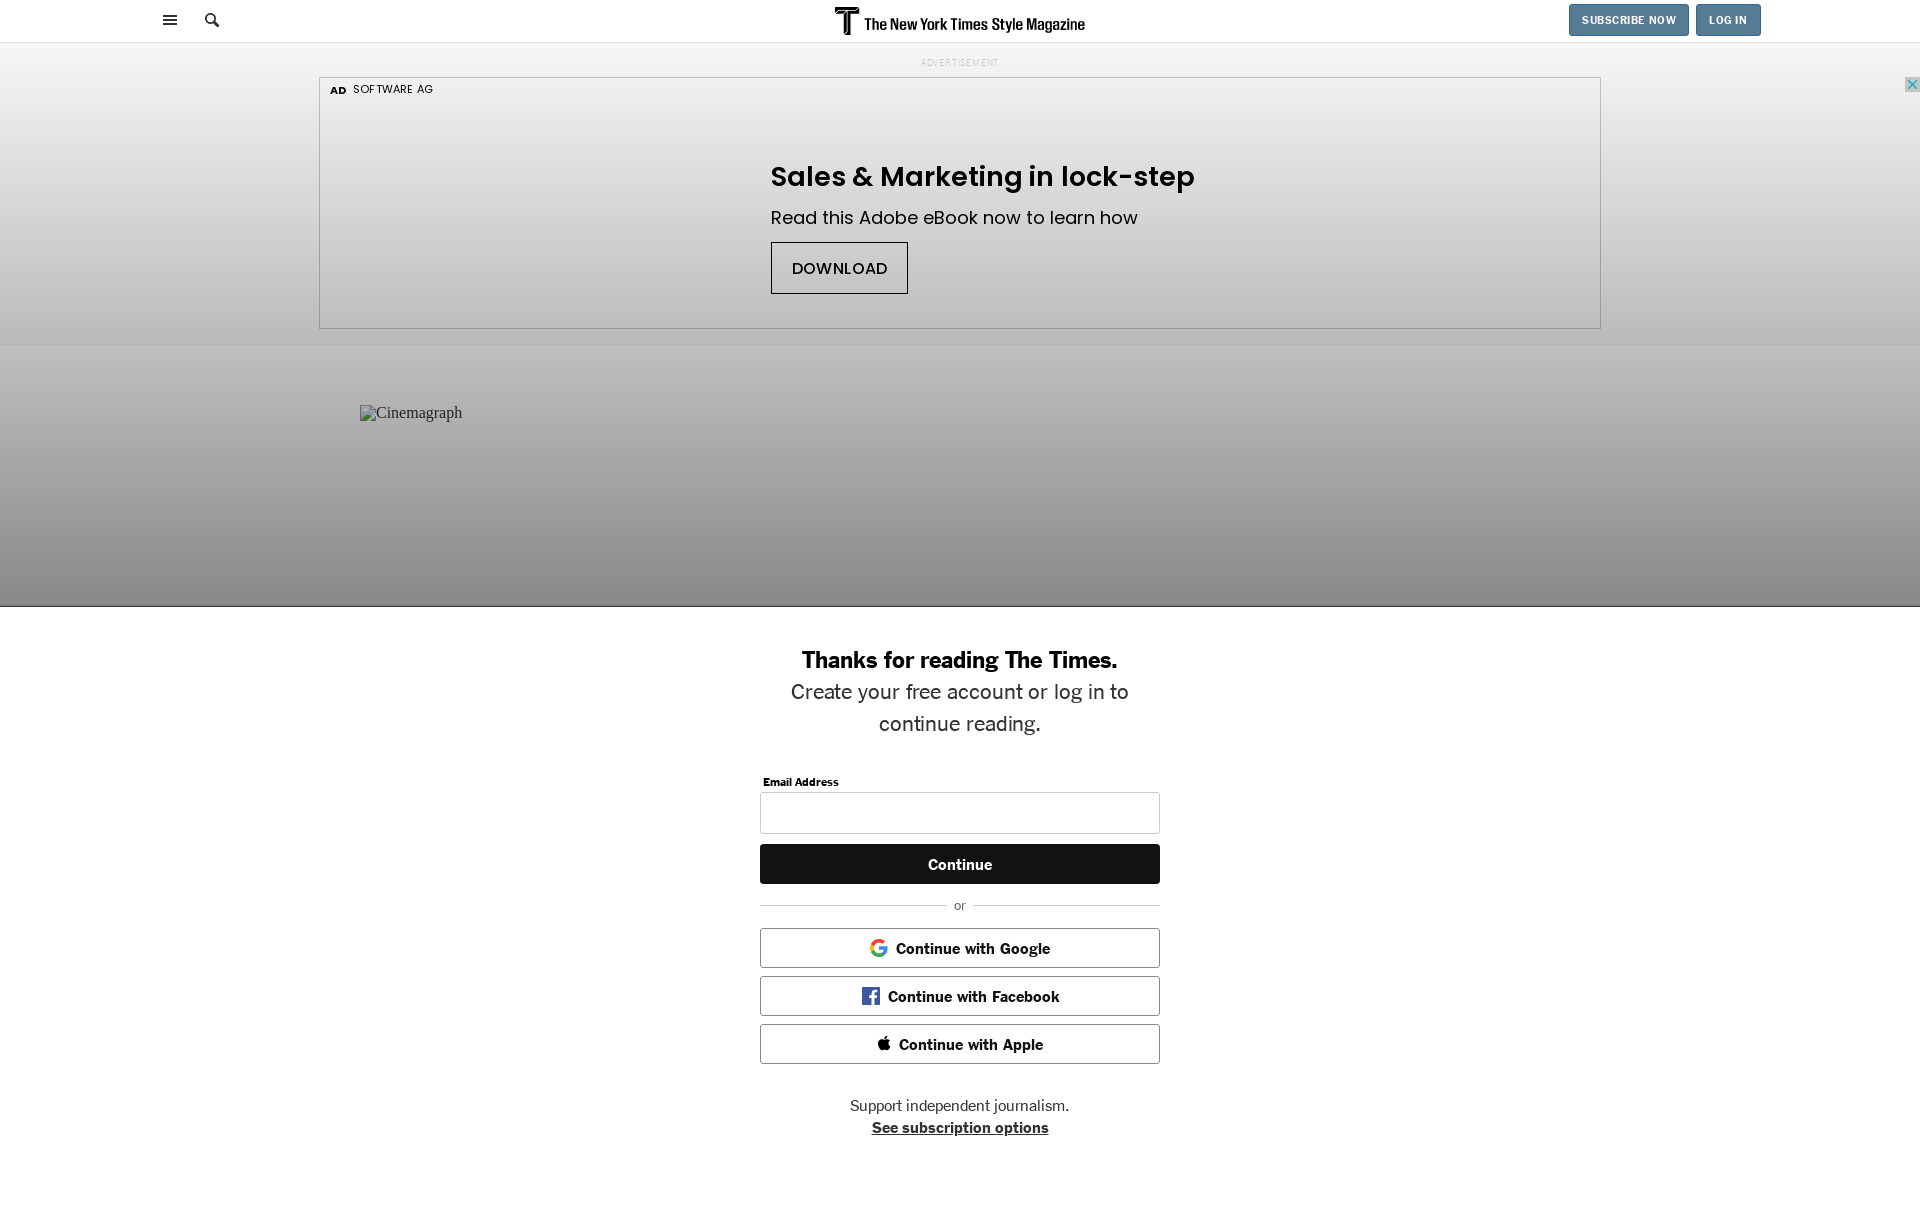 The New York Times Style Magazine
SUBSCRIBE NOW
LOG IN
ADVERTISEMENT
AD SOFTWARE AG
Sales & Marketing in lock-step
Read this Adobe eBook now to learn how
DOWNLOAD
Cinemagraph
Thanks for reading The Times.
Create your free account or log in to
continue reading.
Email Address
Continue
or
Continue with Google
Continue with Facebook
Continue with Apple
Support independent journalism.
See subscription options